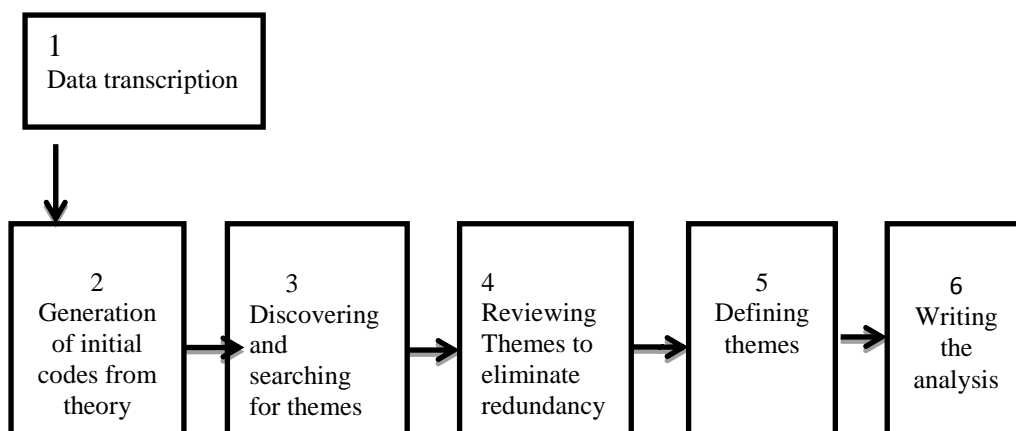 1
Data transcription
2
Generation
of initial
codes from
theory
3
Discovering
and
searching
for themes
4
Reviewing
Themes to
eliminate
redundancy
5
Defining
themes
6
Writing
the
analysis